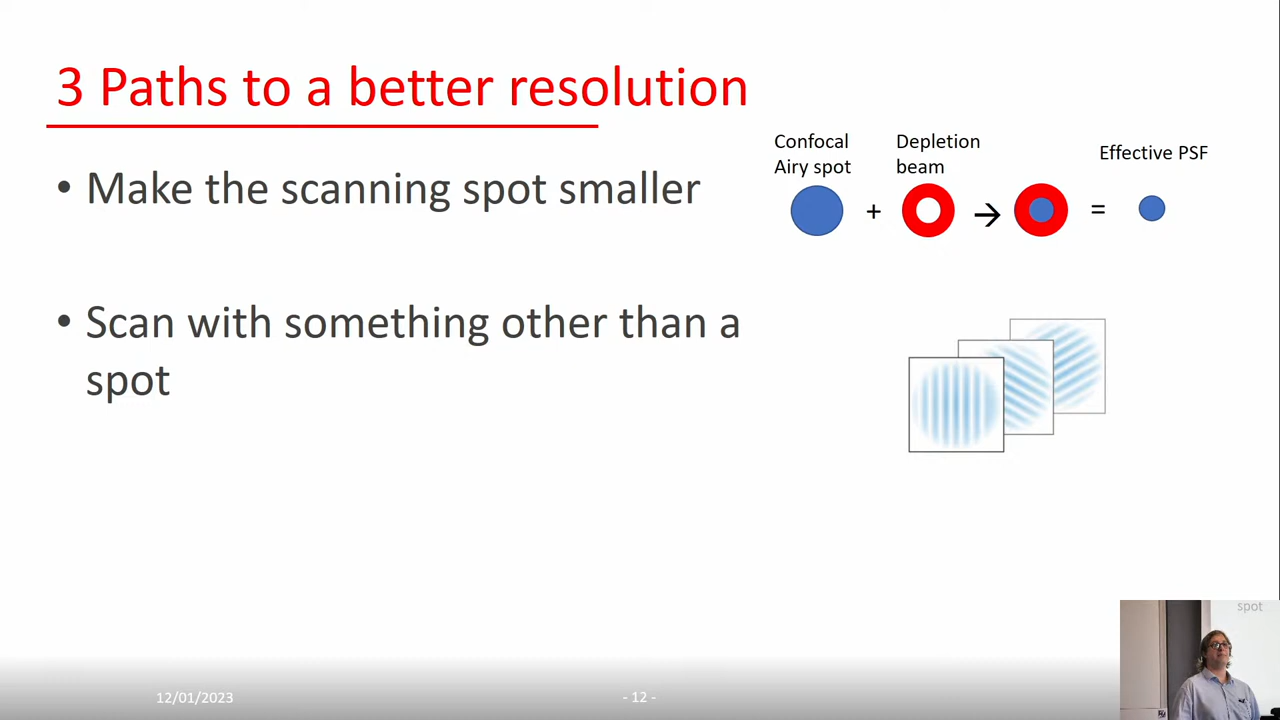 3 Paths to a better resolution
• Make the scanning spot smaller
Confocal
Airy spot
Depletion
beam
Effective PSF
+ → =
• Scan with something other than a
spot
spot
12/01/2023
- 12 -